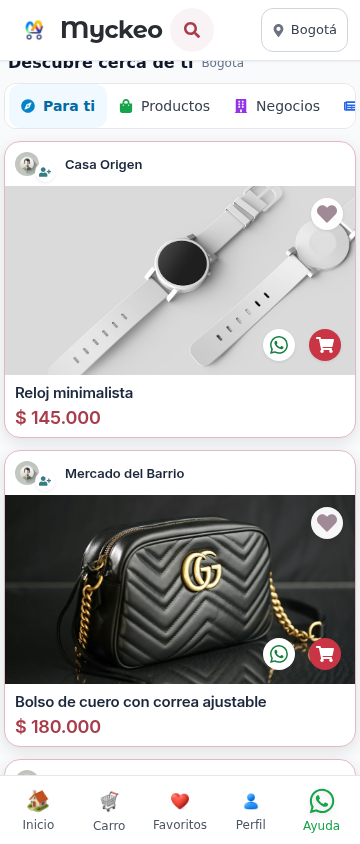 Myckeo
Bogotá
Descubre cerca de ti Bogotá
Para ti
Productos
Negocios
Casa Origen
Reloj minimalista
$ 145.000
Mercado del Barrio
GG
Bolso de cuero con correa ajustable
$ 180.000
Inicio
Carro
Favoritos
Perfil
Ayuda